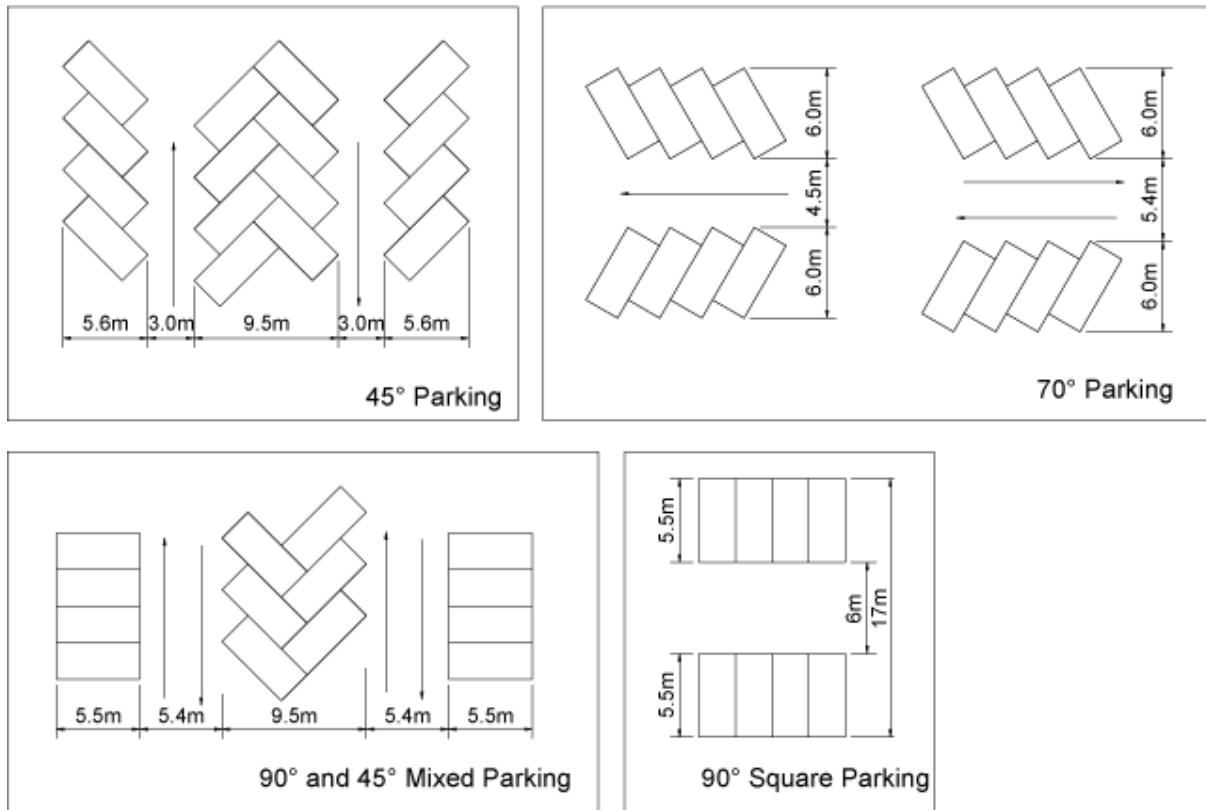 5.6m 3.0m 9.5m 3.0m 5.6m
45° Parking
6.0m
4.5m
6.0m
6.0m
5.4m
6.0m
70° Parking
5.5m 5.4m 9.5m 5.4m 5.5m
90° and 45° Mixed Parking
5.5m
6m
17m
5.5m
90° Square Parking